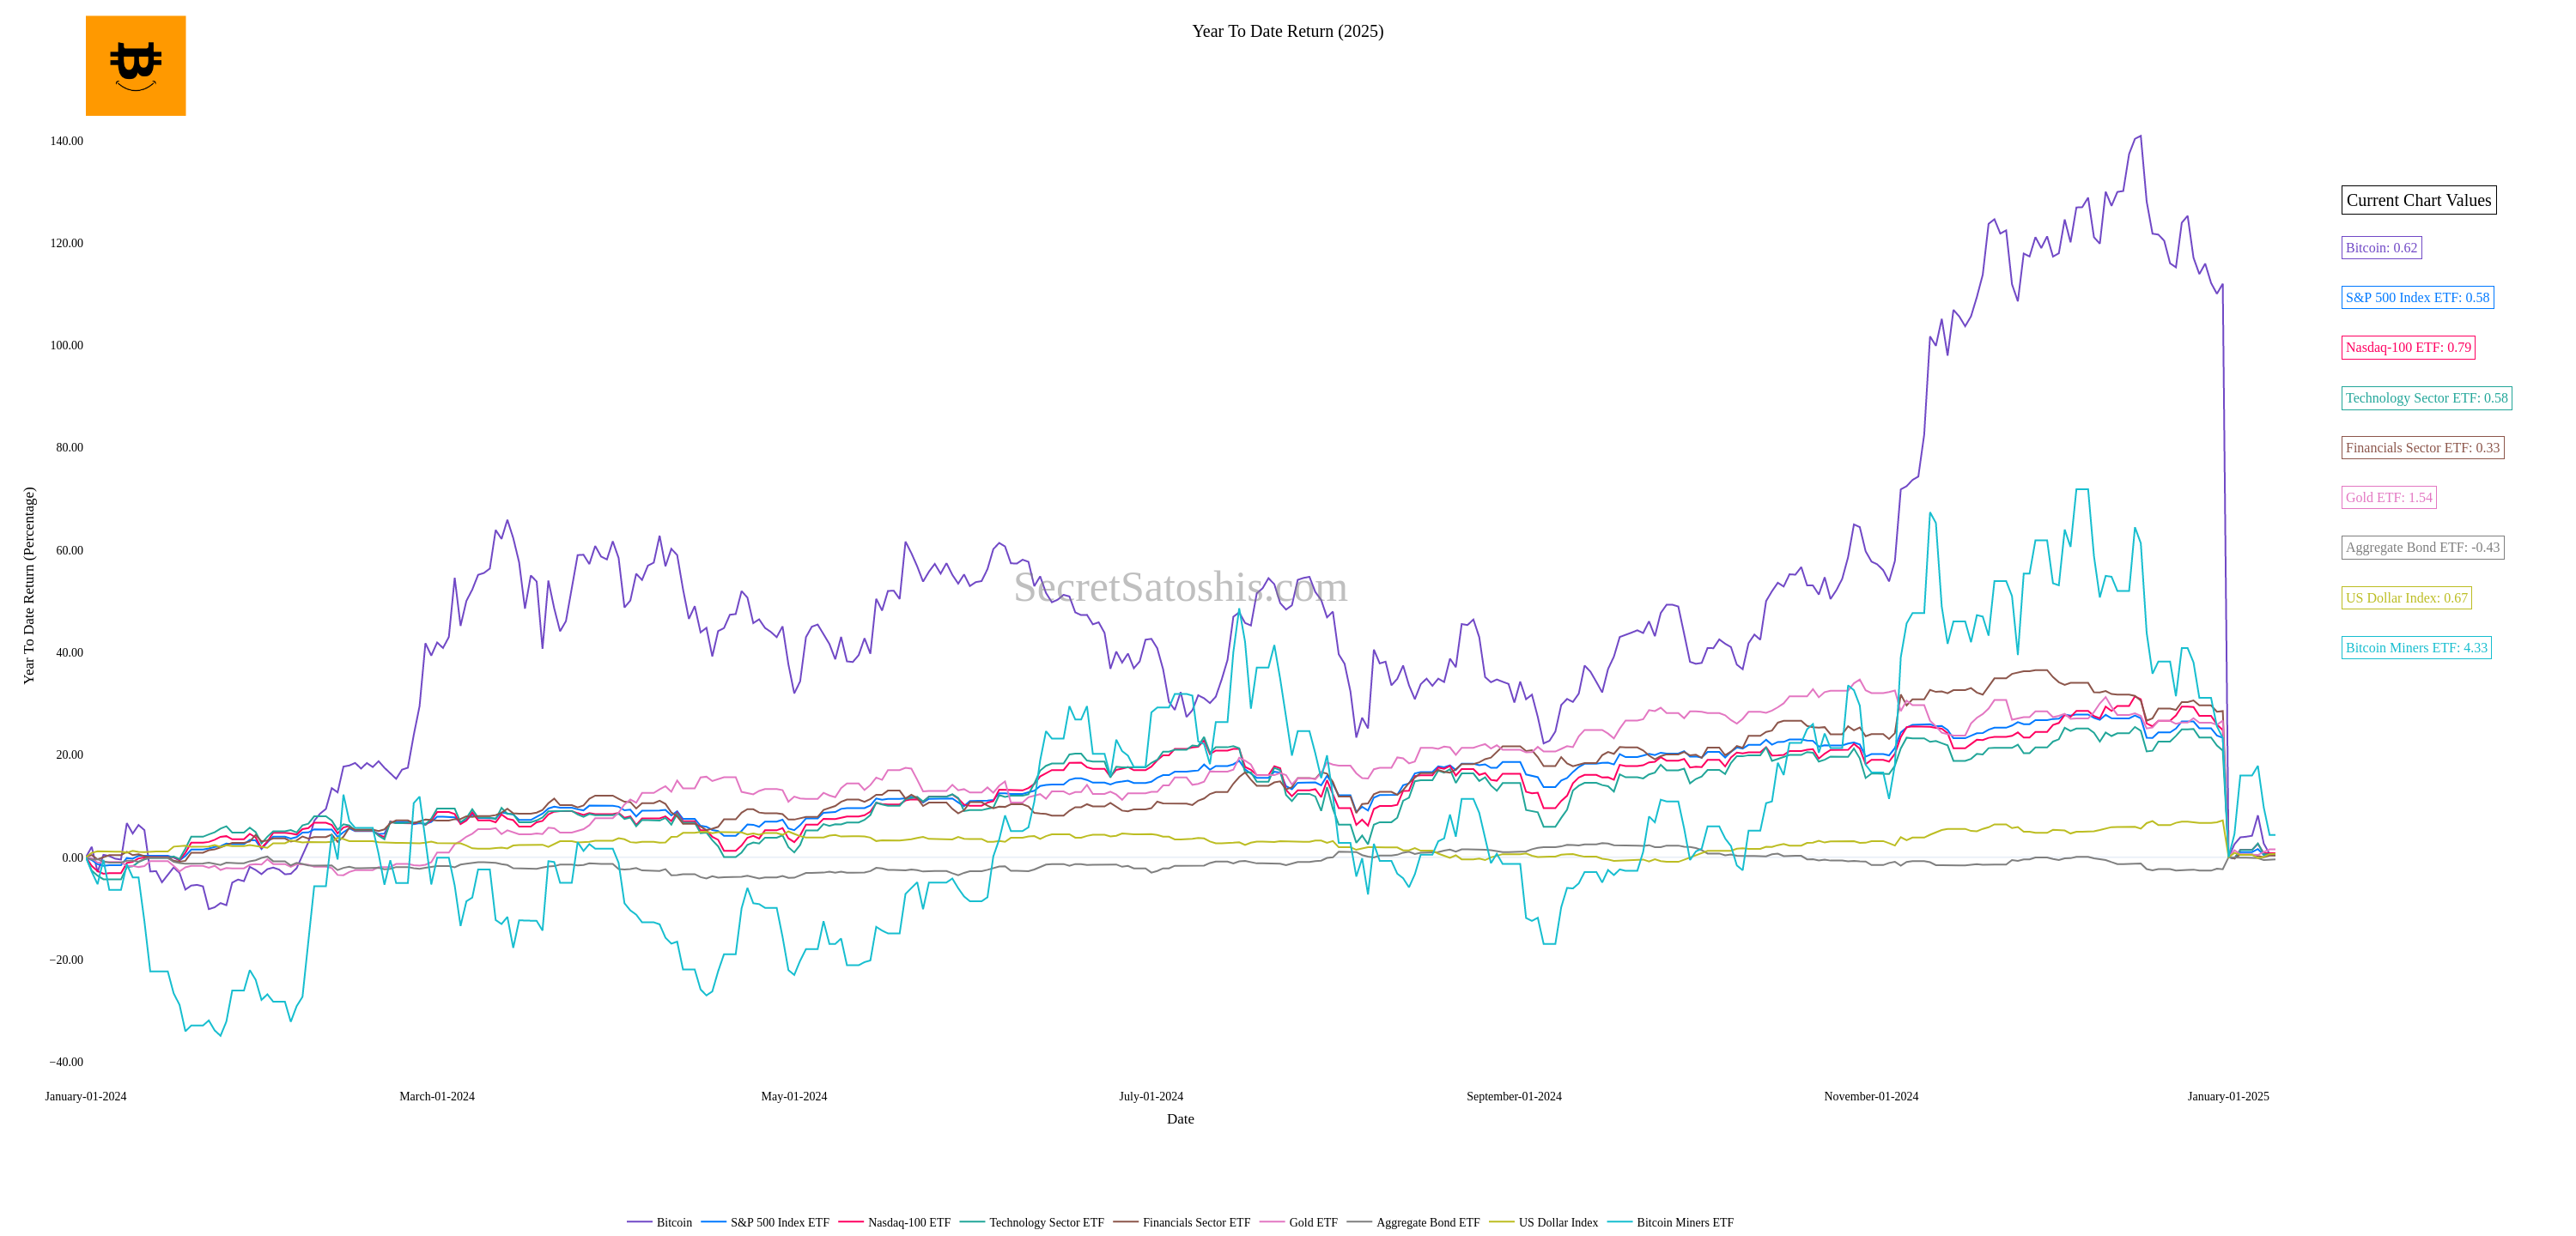 Year To Date Return (2025)
140.00
120.00
100.00
80.00
60.00
40.00
20.00
0.00
−20.00
−40.00
Year To Date Return (Percentage)
SecretSatoshis.com
January-01-2024
March-01-2024
May-01-2024
July-01-2024
September-01-2024
November-01-2024
January-01-2025
Date
Current Chart Values
Bitcoin: 0.62
S&P 500 Index ETF: 0.58
Nasdaq-100 ETF: 0.79
Technology Sector ETF: 0.58
Financials Sector ETF: 0.33
Gold ETF: 1.54
Aggregate Bond ETF: -0.43
US Dollar Index: 0.67
Bitcoin Miners ETF: 4.33
Bitcoin
S&P 500 Index ETF
Nasdaq-100 ETF
Technology Sector ETF
Financials Sector ETF
Gold ETF
Aggregate Bond ETF
US Dollar Index
Bitcoin Miners ETF